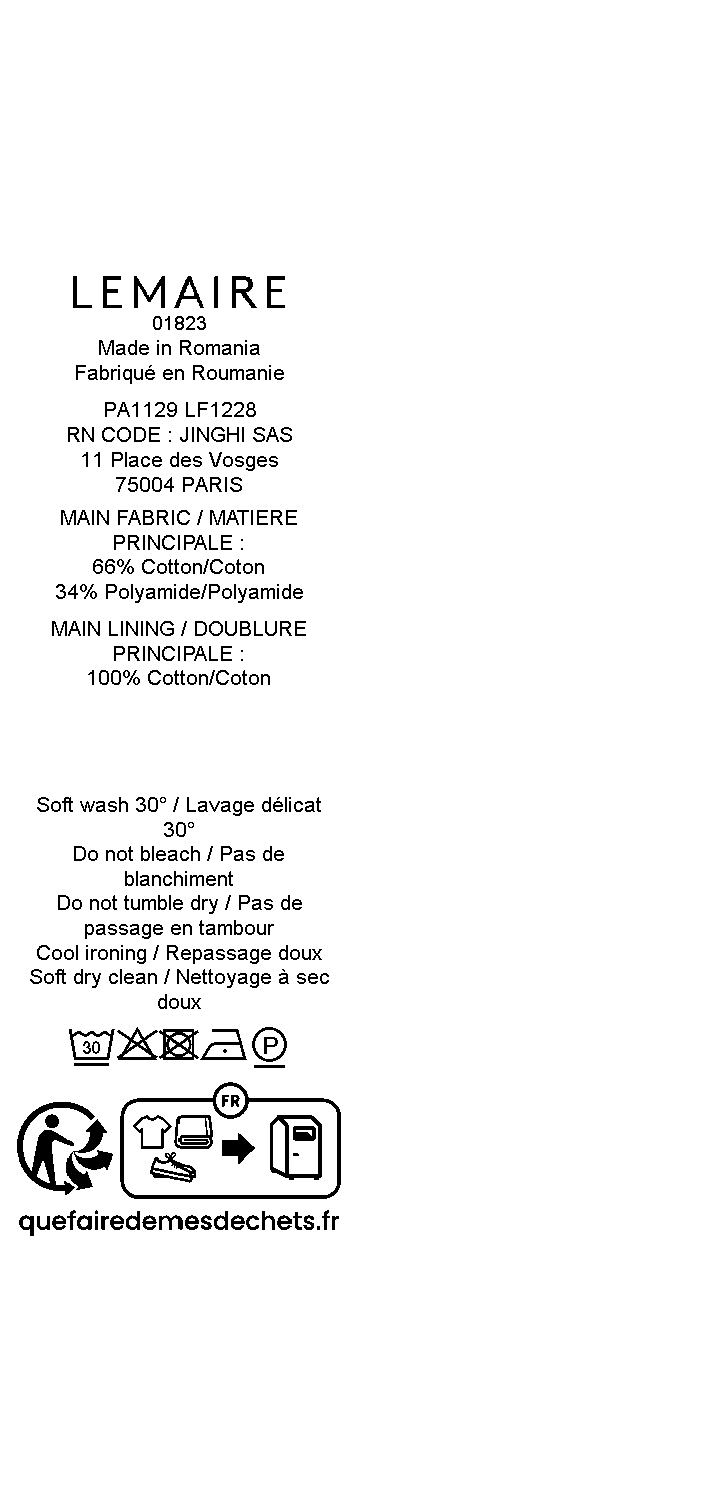 LEMAIRE
01823
Made in Romania
Fabriqué en Roumanie
PA1129 LF1228
RN CODE : JINGHI SAS
11 Place des Vosges
75004 PARIS
MAIN FABRIC / MATIERE
PRINCIPALE :
66% Cotton/Coton
34% Polyamide/Polyamide
MAIN LINING / DOUBLURE
PRINCIPALE :
100% Cotton/Coton
Soft wash 30° / Lavage délicat
30°
Do not bleach / Pas de
blanchiment
Do not tumble dry / Pas de
passage en tambour
Cool ironing / Repassage doux
Soft dry clean / Nettoyage à sec
doux
30 P
FR
quefairedemesdechets.fr